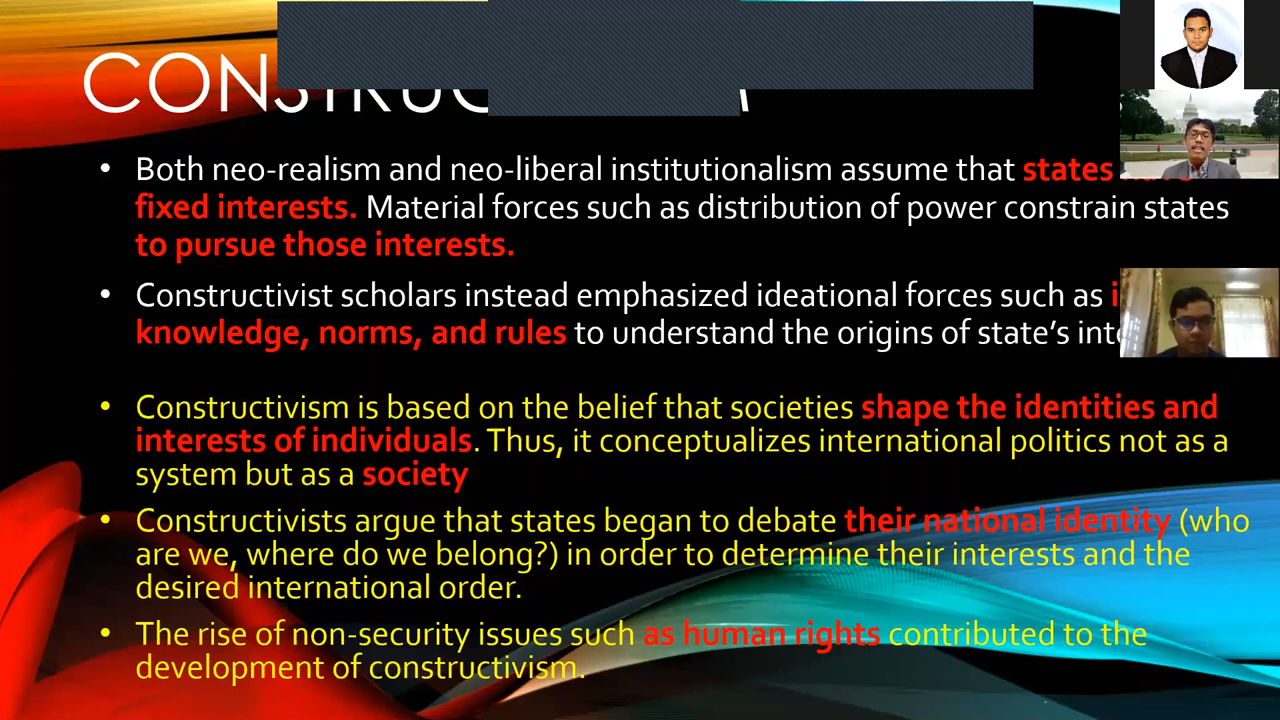 • Both neo-realism and neo-liberal institutionalism assume that states
fixed interests. Material forces such as distribution of power constrain states
to pursue those interests.
• Constructivist scholars instead emphasized ideational forces such as
knowledge, norms, and rules to understand the origins of state’s
• Constructivism is based on the belief that societies shape the identities and
interests of individuals. Thus, it conceptualizes international politics not as a
system but as a society
• Constructivists argue that states began to debate their national identity (who
are we, where do we belong?) in order to determine their interests and the
desired international order.
• The rise of non-security issues such as human rights contributed to the
development of constructivism.